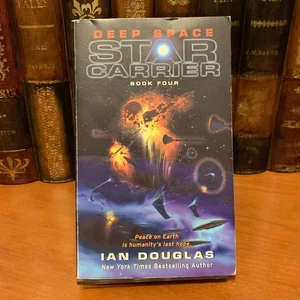 DEEP SPACE
STAR
CARRIER
BOOK FOUR
Peace on Earth
is humanity's last hope.
IAN DOUGLAS
New York Times Bestselling Author
TALES